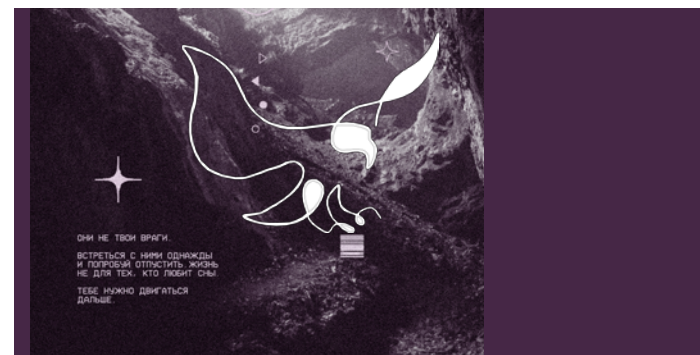 ОНИ НЕ ТВОИ ВРАГИ.
ВСТРЕТЬСЯ С НИМИ ОДНАЖДЫ
И ПОПРОБУЙ ОТПУСТИТЬ. ЖИЗНЬ
НЕ ДЛЯ ТЕХ, КТО ЛЮБИТ СНЫ.
ТЕБЕ НУЖНО ДВИГАТЬСЯ
ДАЛЬШЕ.